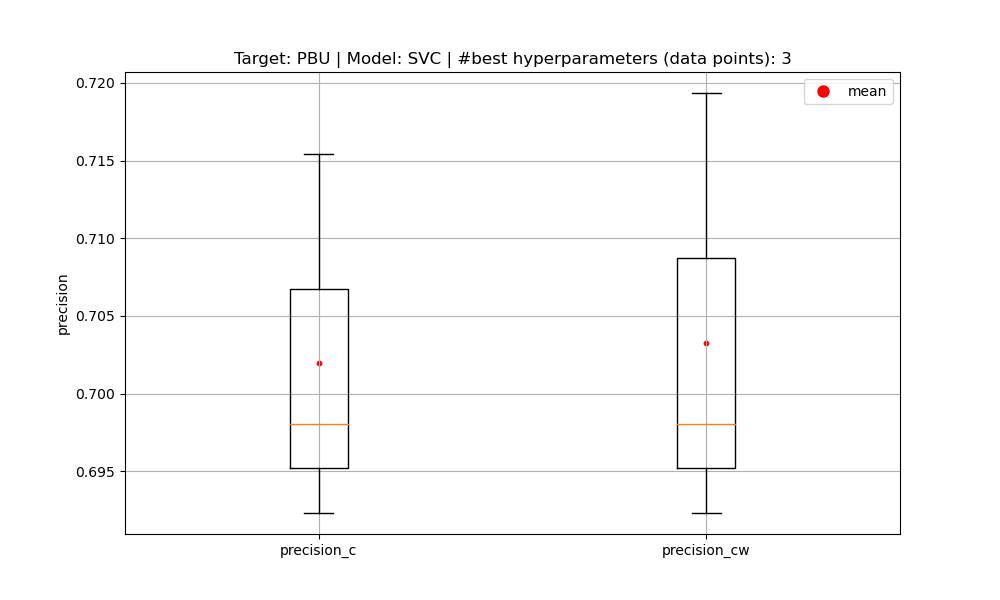 Target: PBU | Model: SVC | #best hyperparameters (data points): 3
mean
precision
0.720
0.715
0.710
0.705
0.700
0.695
precision_c
precision_cw